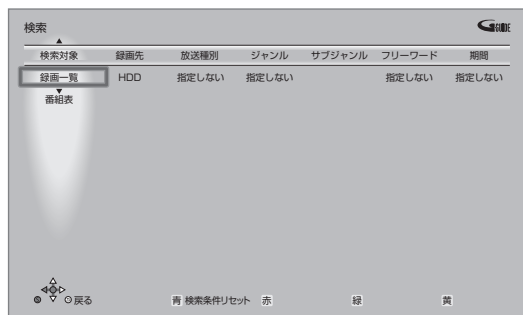 検索
G GUIDE
検索対象 録画先 放送種別 ジャンル サブジャンル フリーワード 期間
録画一覧 HDD 指定しない 指定しない 指定しない 指定しない
番組表
戻る 青 検索条件リセット 赤 緑 黄